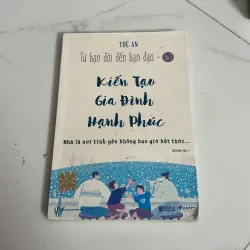 TUỆ AN
Từ bạn đời đến bạn đạo -
Kiến Tạo
Gia Đình
Hạnh Phúc
Nhà là nơi tình yêu không bao giờ kết thúc...